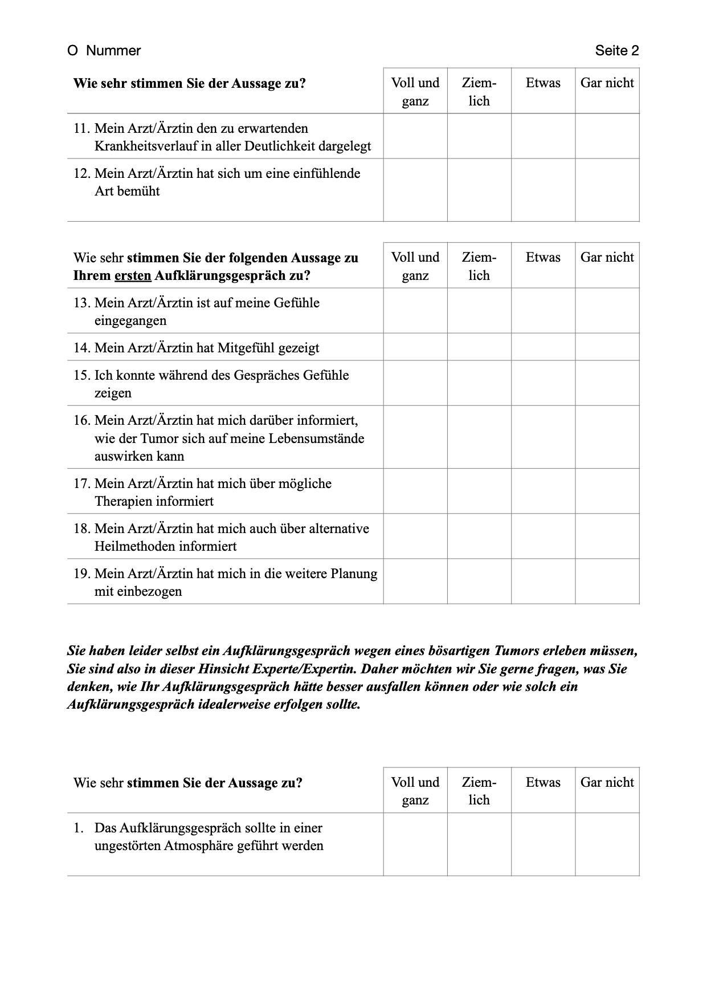 O Nummer
Seite 2
Wie sehr stimmen Sie der Aussage zu?
Voll und
ganz
Ziem-
lich
Etwas
Gar nicht
11. Mein Arzt/Ärztin den zu erwartenden
Krankheitsverlauf in aller Deutlichkeit dargelegt
12. Mein Arzt/Ärztin hat sich um eine einfühlende
Art bemüht
Wie sehr stimmen Sie der folgenden Aussage zu
Ihrem ersten Aufklärungsgespräch zu?
Voll und
ganz
Ziem-
lich
Etwas
Gar nicht
13. Mein Arzt/Ärztin ist auf meine Gefühle
eingegangen
14. Mein Arzt/Ärztin hat Mitgefühl gezeigt
15. Ich konnte während des Gespräches Gefühle
zeigen
16. Mein Arzt/Ärztin hat mich darüber informiert,
wie der Tumor sich auf meine Lebensumstände
auswirken kann
17. Mein Arzt/Ärztin hat mich über mögliche
Therapien informiert
18. Mein Arzt/Ärztin hat mich auch über alternative
Heilmethoden informiert
19. Mein Arzt/Ärztin hat mich in die weitere Planung
mit einbezogen
Sie haben leider selbst ein Aufklärungsgespräch wegen eines bösartigen Tumors erleben müssen,
Sie sind also in dieser Hinsicht Experte/Expertin. Daher möchten wir Sie gerne fragen, was Sie
denken, wie Ihr Aufklärungsgespräch hätte besser ausfallen können oder wie solch ein
Aufklärungsgespräch idealerweise erfolgen sollte.
Wie sehr stimmen Sie der Aussage zu?
Voll und
ganz
Ziem-
lich
Etwas
Gar nicht
1. Das Aufklärungsgespräch sollte in einer
ungestörten Atmosphäre geführt werden